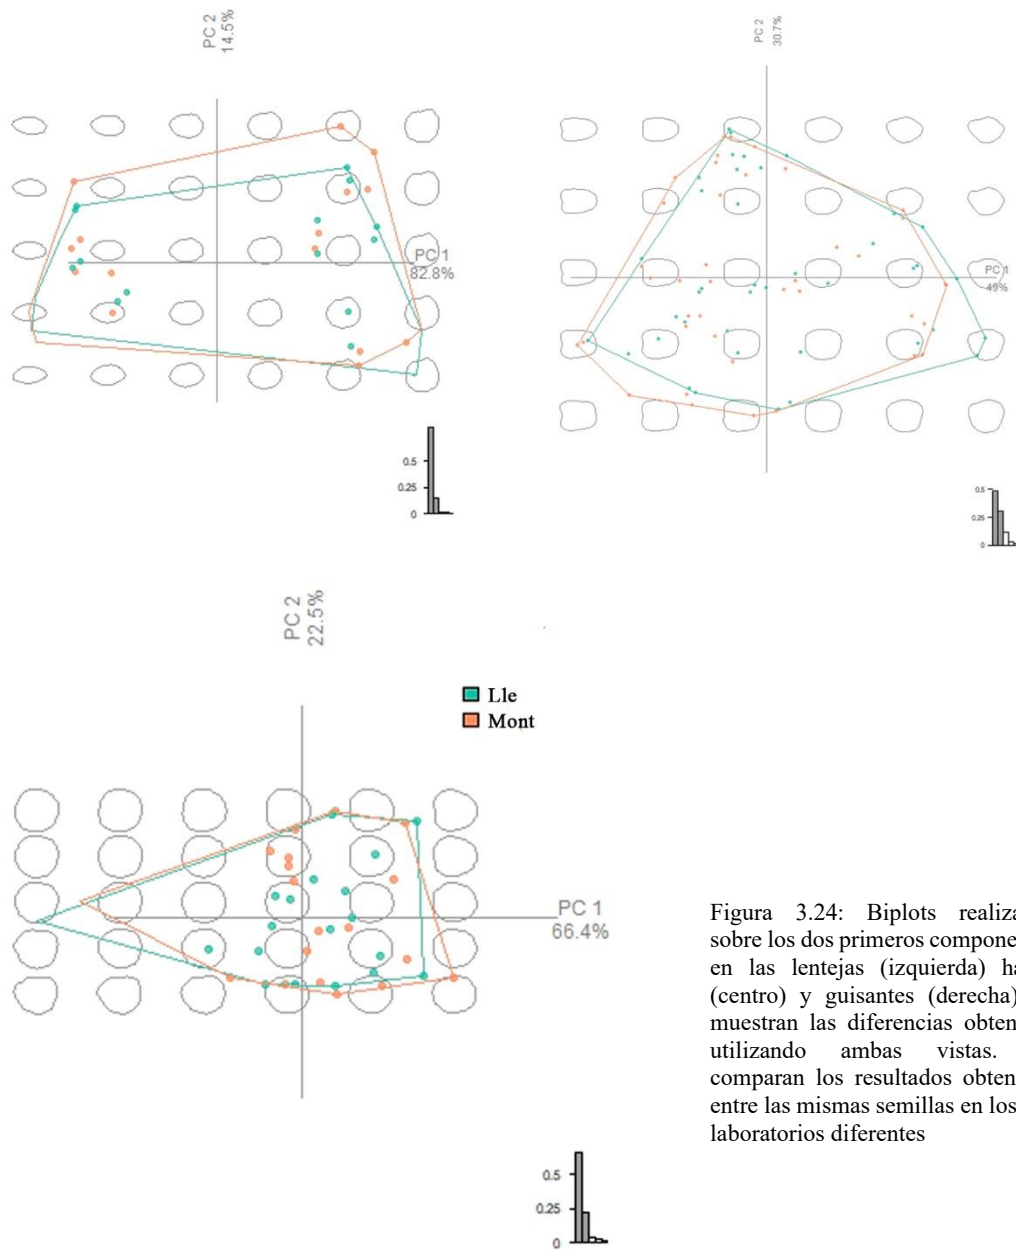 PC 2
14.5%
PC 1
82.8%
0.5
0.25
0
PC 2
30.7%
PC 1
49%
0.5
0.25
0
PC 2
22.5%
Lle
Mont
PC 1
66.4%
0.5
0.25
0
Figura 3.24: Biplots realiza
sobre los dos primeros compone
en las lentejas (izquierda) ha
(centro) y guisantes (derecha)
muestran las diferencias obten
utilizando ambas vistas.
comparan los resultados obten
entre las mismas semillas en los
laboratorios diferentes